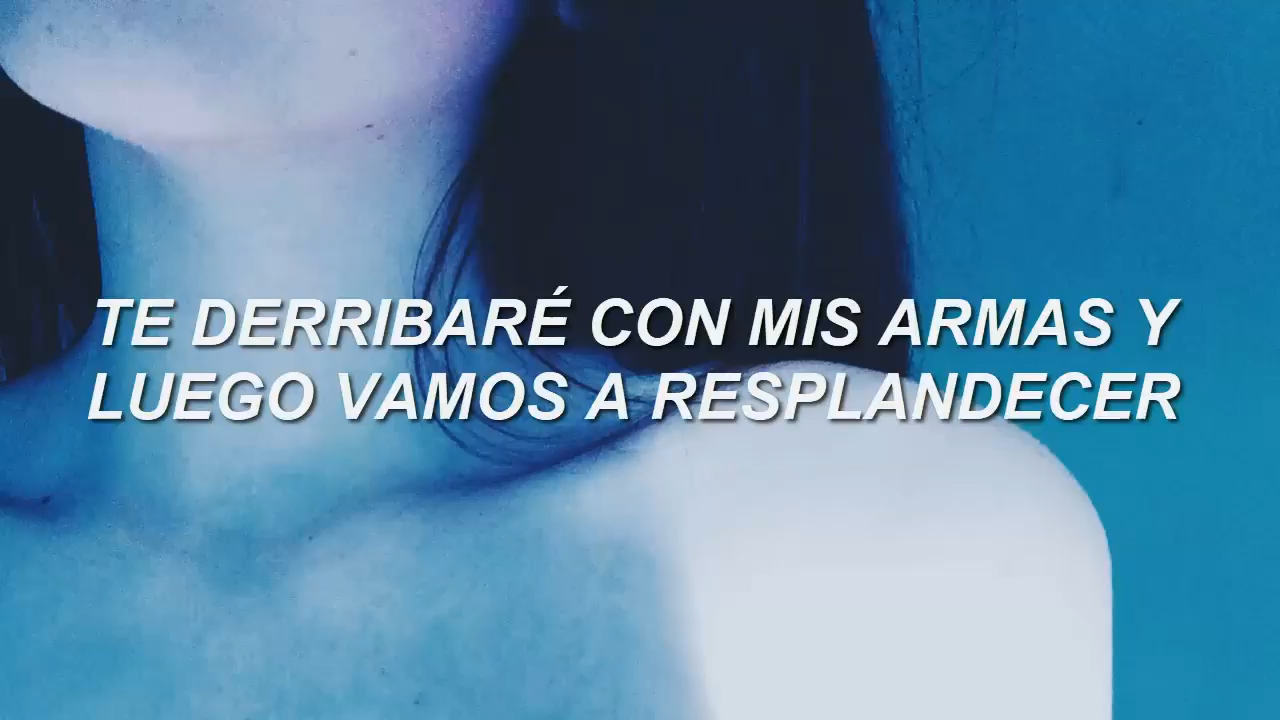 TE DERRIBARÉ CON MIS ARMAS Y
LUEGO VAMOS A RESPLANDECER